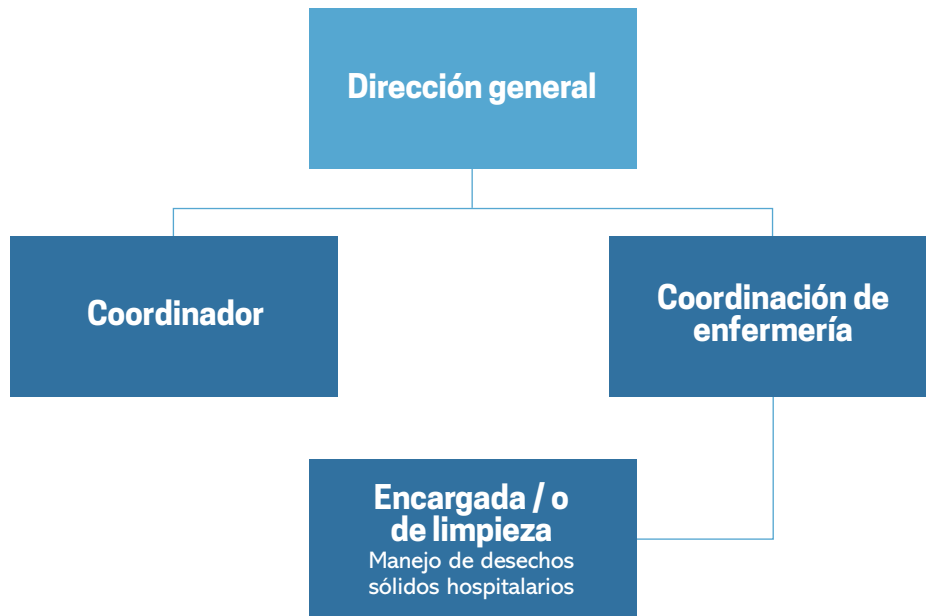 Dirección general
Coordinador
Coordinación de
enfermería
Encargada / o
de limpieza
Manejo de desechos
sólidos hospitalarios